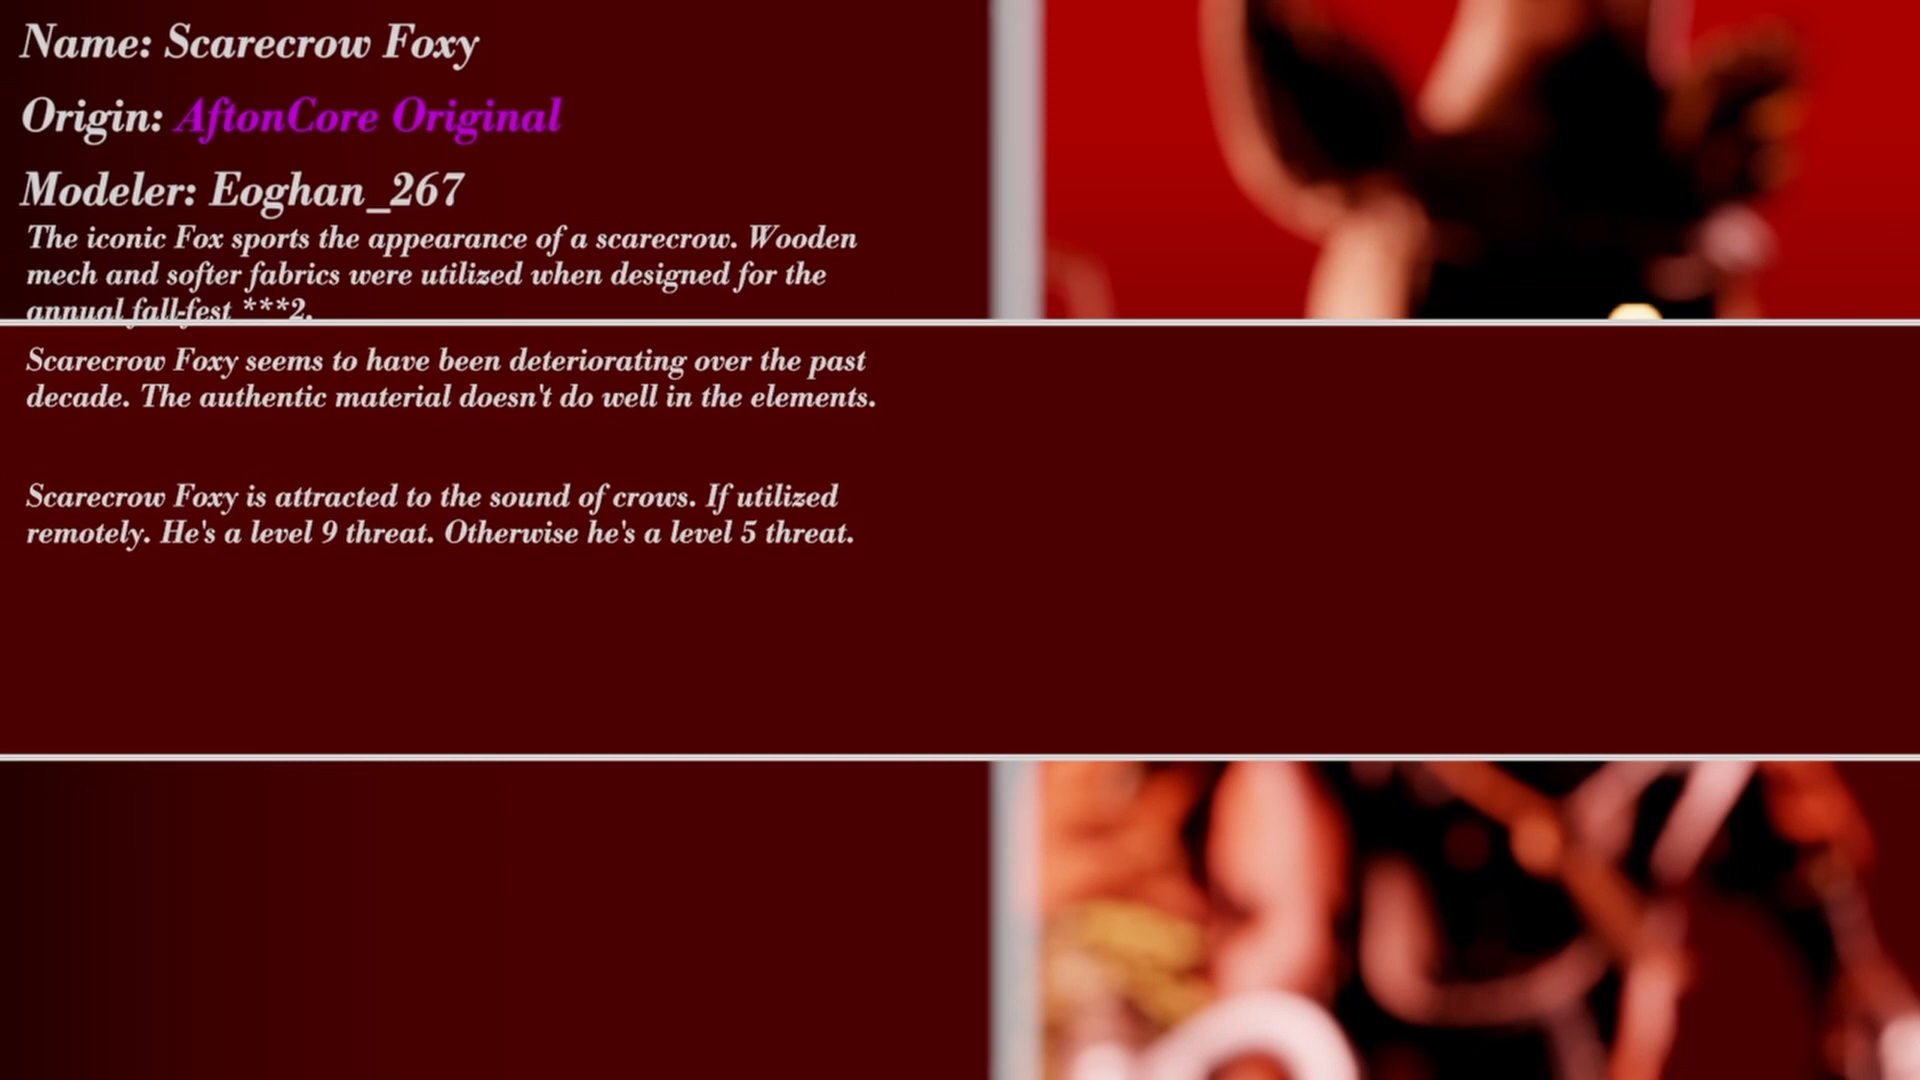 Name: Scarecrow Foxy
Origin: AftonCore Original
Modeler: Eoghan_267
The iconic Fox sports the appearance of a scarecrow. Wooden
mech and softer fabrics were utilized when designed for the
annual fall-fest ***2.
Scarecrow Foxy seems to have been deteriorating over the past
decade. The authentic material doesn't do well in the elements.
Scarecrow Foxy is attracted to the sound of crows. If utilized
remotely. He's a level 9 threat. Otherwise he's a level 5 threat.